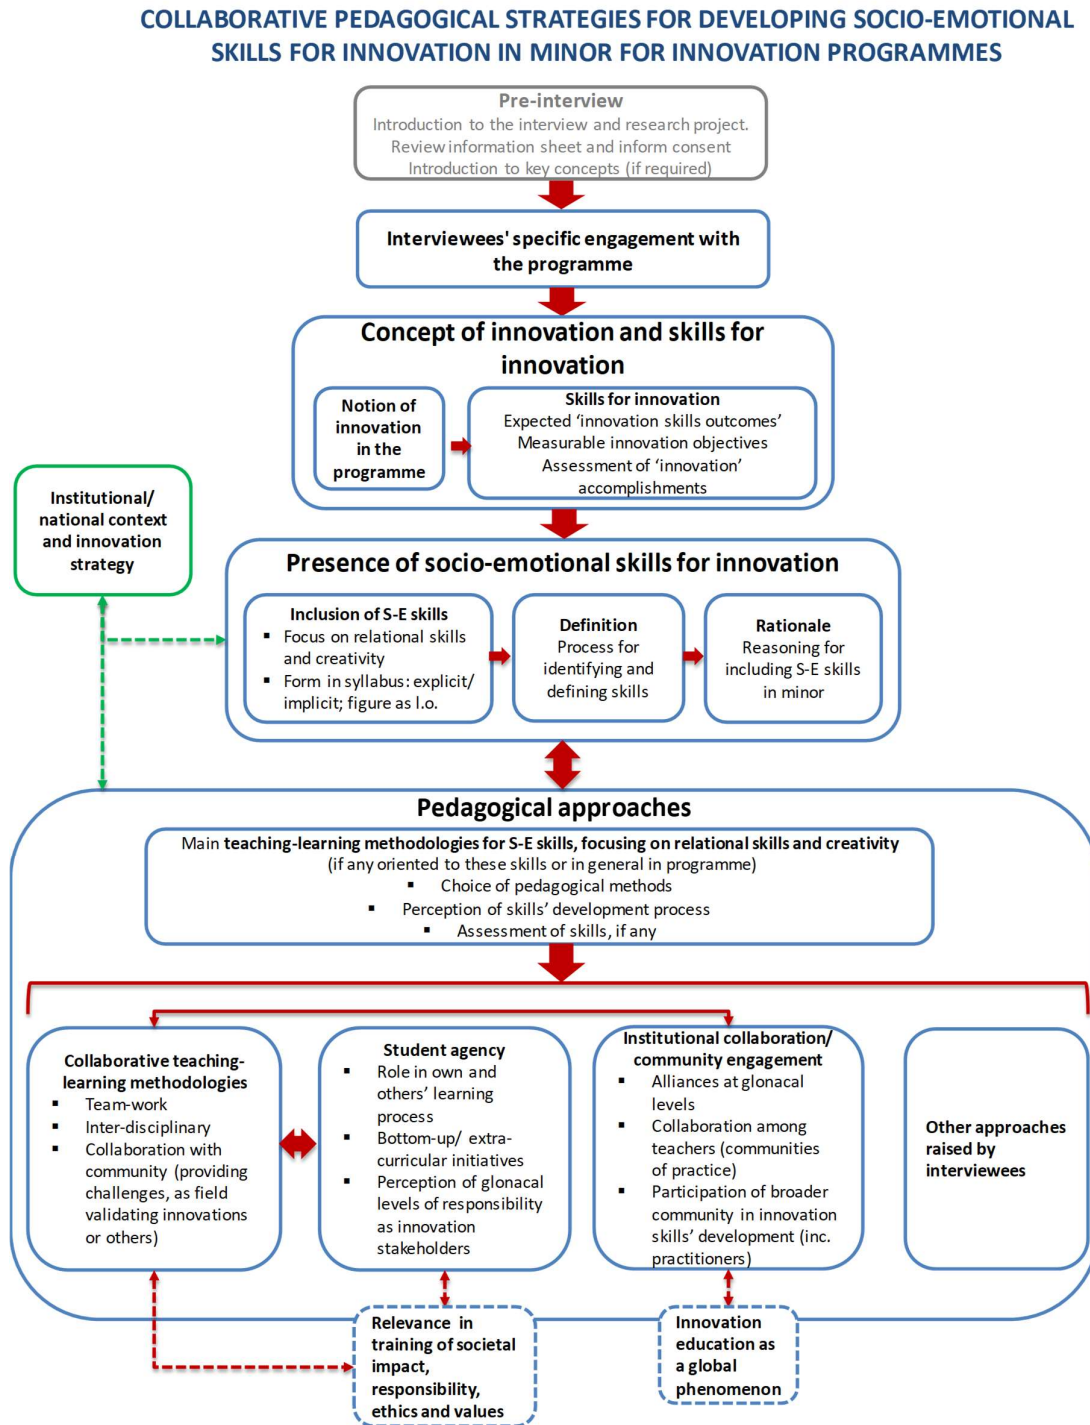 COLLABORATIVE PEDAGOGICAL STRATEGIES FOR DEVELOPING SOCIO-EMOTIONAL
SKILLS FOR INNOVATION IN MINOR FOR INNOVATION PROGRAMMES
Pre-interview
Introduction to the interview and research project.
Review information sheet and inform consent
Introduction to key concepts (if required)
Interviewees' specific engagement with
the programme
Concept of innovation and skills for
innovation
Notion of
innovation
in the
programme
Skills for innovation
Expected ‘innovation skills outcomes’
Measurable innovation objectives
Assessment of ‘innovation’
accomplishments
Institutional/
national context
and innovation
strategy
Presence of socio-emotional skills for innovation
Inclusion of S-E skills
▪ Focus on relational skills
and creativity
▪ Form in syllabus: explicit/
implicit; figure as l.o.
Definition
Process for
identifying and
defining skills
Rationale
Reasoning for
including S-E skills
in minor
Pedagogical approaches
Main teaching-learning methodologies for S-E skills, focusing on relational skills and creativity
(if any oriented to these skills or in general in programme)
▪ Choice of pedagogical methods
▪ Perception of skills’ development process
▪ Assessment of skills, if any
Collaborative teaching-
learning methodologies
▪ Team-work
▪ Inter-disciplinary
▪ Collaboration with
community (providing
challenges, as field
validating innovations
or others)
Student agency
▪ Role in own and
others’ learning
process
▪ Bottom-up/ extra-
curricular initiatives
▪ Perception of glonacal
levels of responsibility
as innovation
stakeholders
Institutional collaboration/
community engagement
▪ Alliances at glonacal
levels
▪ Collaboration among
teachers (communities
of practice)
▪ Participation of broader
community in innovation
skills’ development (inc.
practitioners)
Other approaches
raised by
interviewees
Relevance in
training of societal
impact,
responsibility,
ethics and values
Innovation
education as
a global
phenomenon